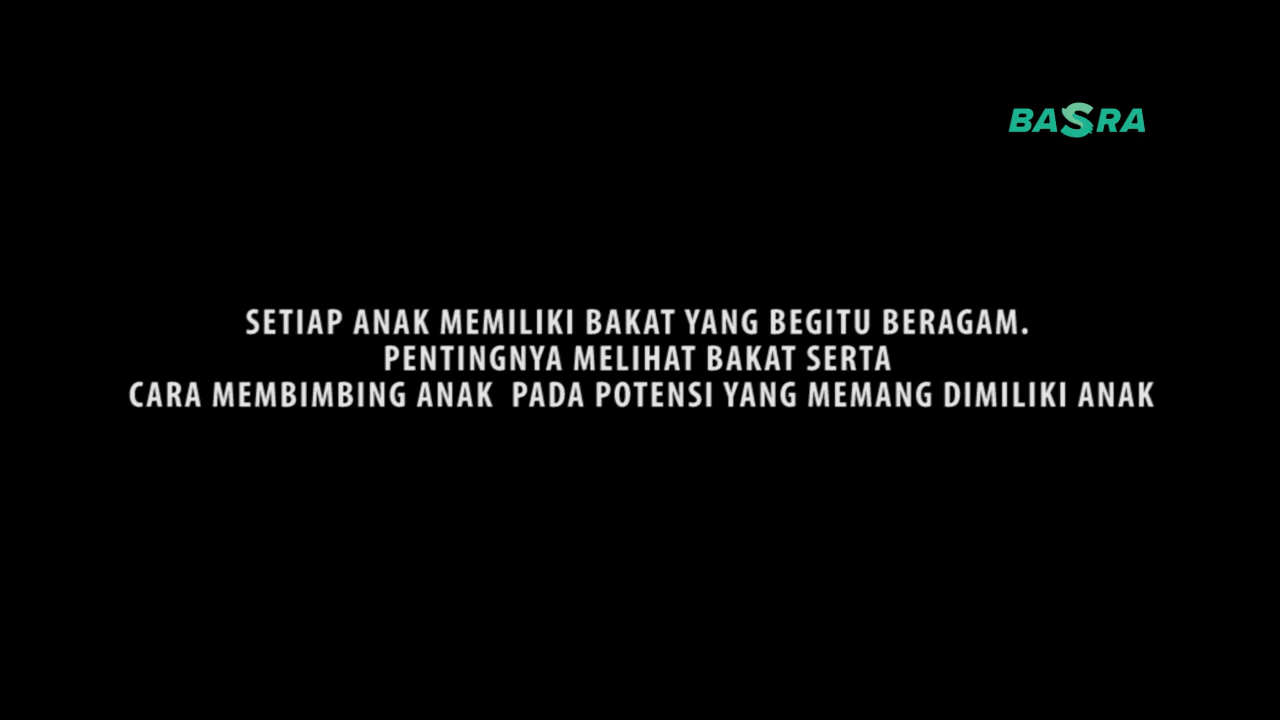 BASRA
SETIAP ANAK MEMILIKI BAKAT YANG BEGITU BERAGAM.
PENTINGNYA MELIHAT BAKAT SERTA
CARA MEMBIMBING ANAK  PADA POTENSI YANG MEMANG DIMILIKI ANAK